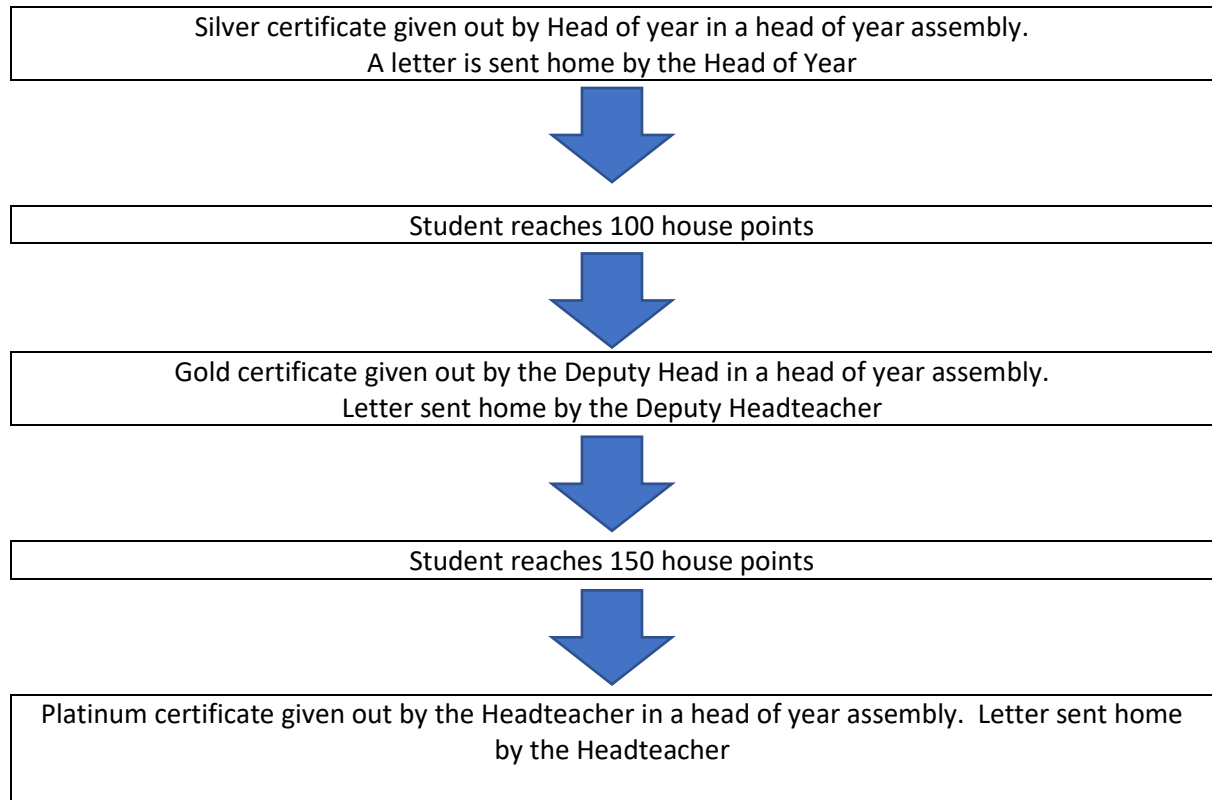 Silver certificate given out by Head of year in a head of year assembly.
A letter is sent home by the Head of Year
Student reaches 100 house points
Gold certificate given out by the Deputy Head in a head of year assembly.
Letter sent home by the Deputy Headteacher
Student reaches 150 house points
Platinum certificate given out by the Headteacher in a head of year assembly.  Letter sent home
by the Headteacher